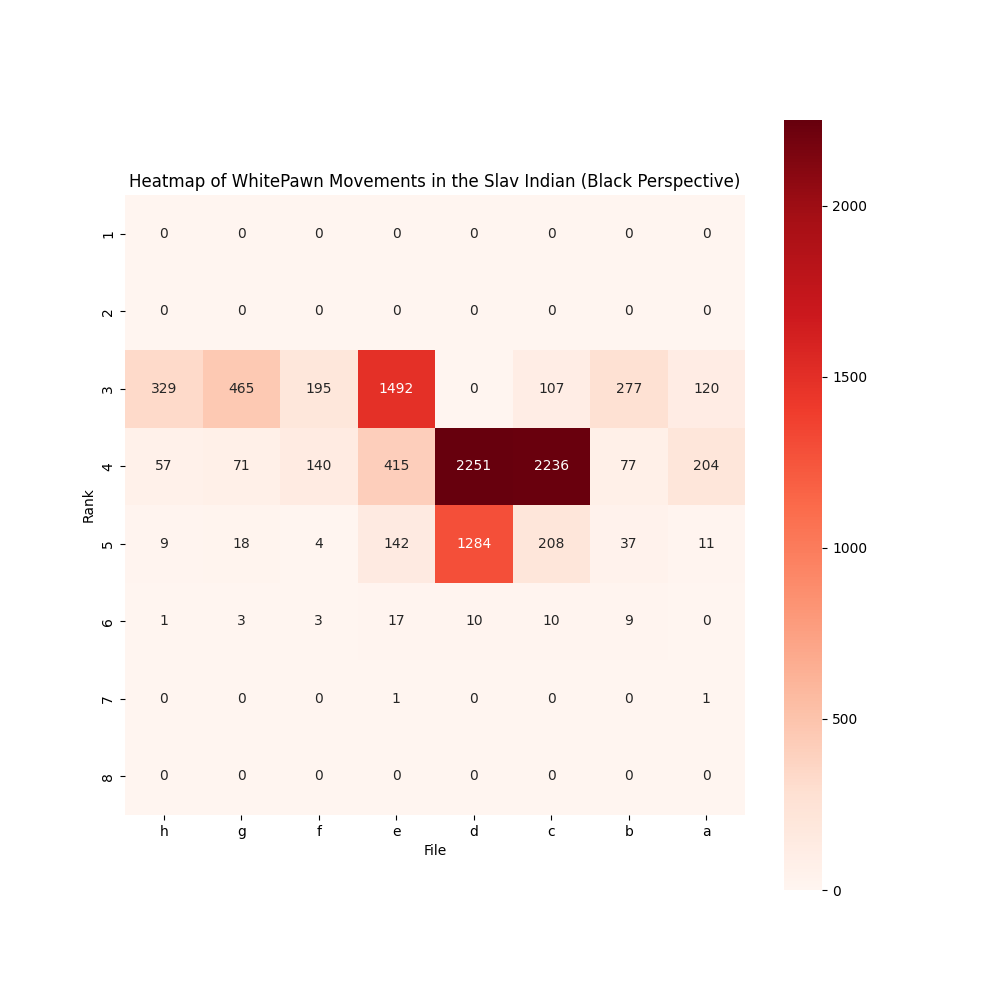 Heatmap of WhitePawn Movements in the Slav Indian (Black Perspective)
1 0 0 0 0 0 0 0 0
2 0 0 0 0 0 0 0 0
3 329 465 195 1492 0 107 277 120
4 57 71 140 415 2251 2236 77 204
5 9 18 4 142 1284 208 37 11
6 1 3 3 17 10 10 9 0
7 0 0 0 1 0 0 0 1
8 0 0 0 0 0 0 0 0
h g f e d c b a
File
Rank
2000
1500
1000
500
0